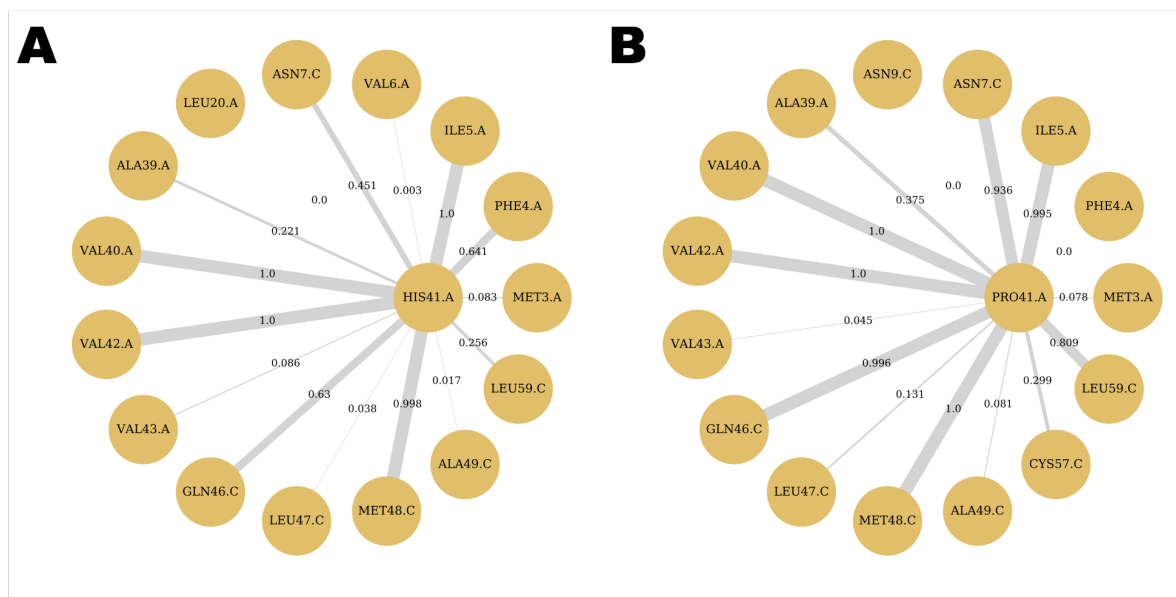 A
ASN7.C
VAL6.A
LEU20.A
ILE5.A
ALA39.A
PHE4.A
0.451
0.003
0.0
1.0
0.221
0.641
VAL40.A
1.0
HIS41.A
0.083
MET3.A
1.0
VAL42.A
0.256
0.086
0.017
LEU59.C
0.63
0.038
0.998
VAL43.A
ALA49.C
GLN46.C
LEU47.C
MET48.C
B
ASN9.C
ASN7.C
ALA39.A
ILE5.A
VAL40.A
PHE4.A
0.375
0.0
0.936
0.995
1.0
0.0
VAL42.A
1.0
PRO41.A
0.078
MET3.A
0.045
VAL43.A
0.809
0.996
0.299
LEU59.C
0.131
1.0
0.081
GLN46.C
CYS57.C
LEU47.C
MET48.C
ALA49.C